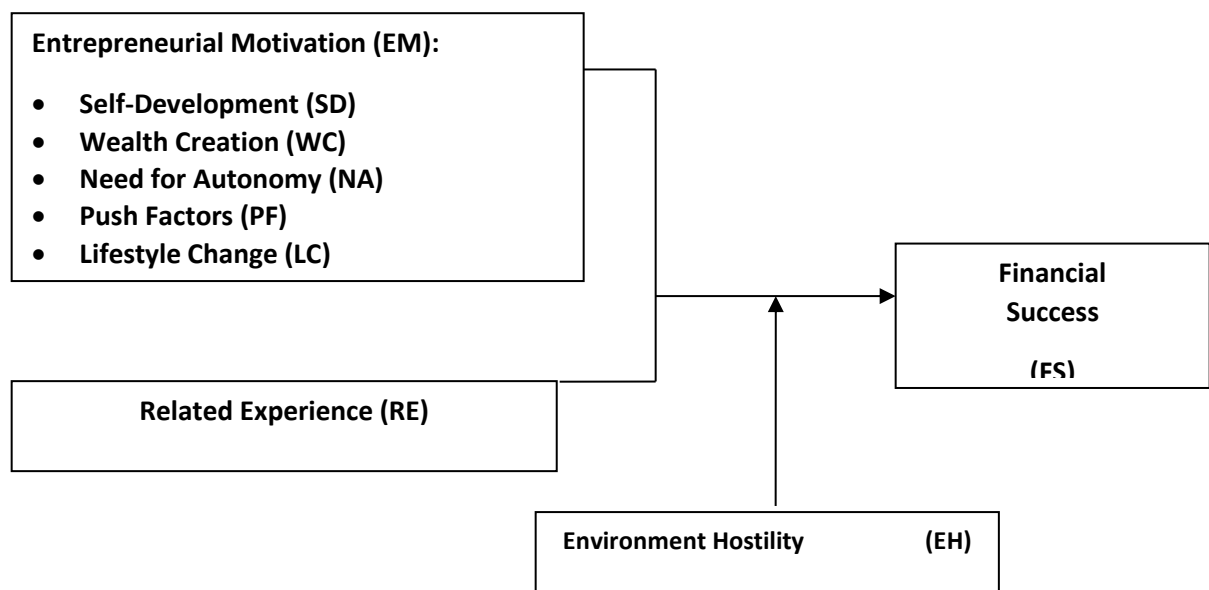 Entrepreneurial Motivation (EM):
• Self-Development (SD)
• Wealth Creation (WC)
• Need for Autonomy (NA)
• Push Factors (PF)
• Lifestyle Change (LC)
Financial
Success
(FS)
Related Experience (RE)
Environment Hostility (EH)